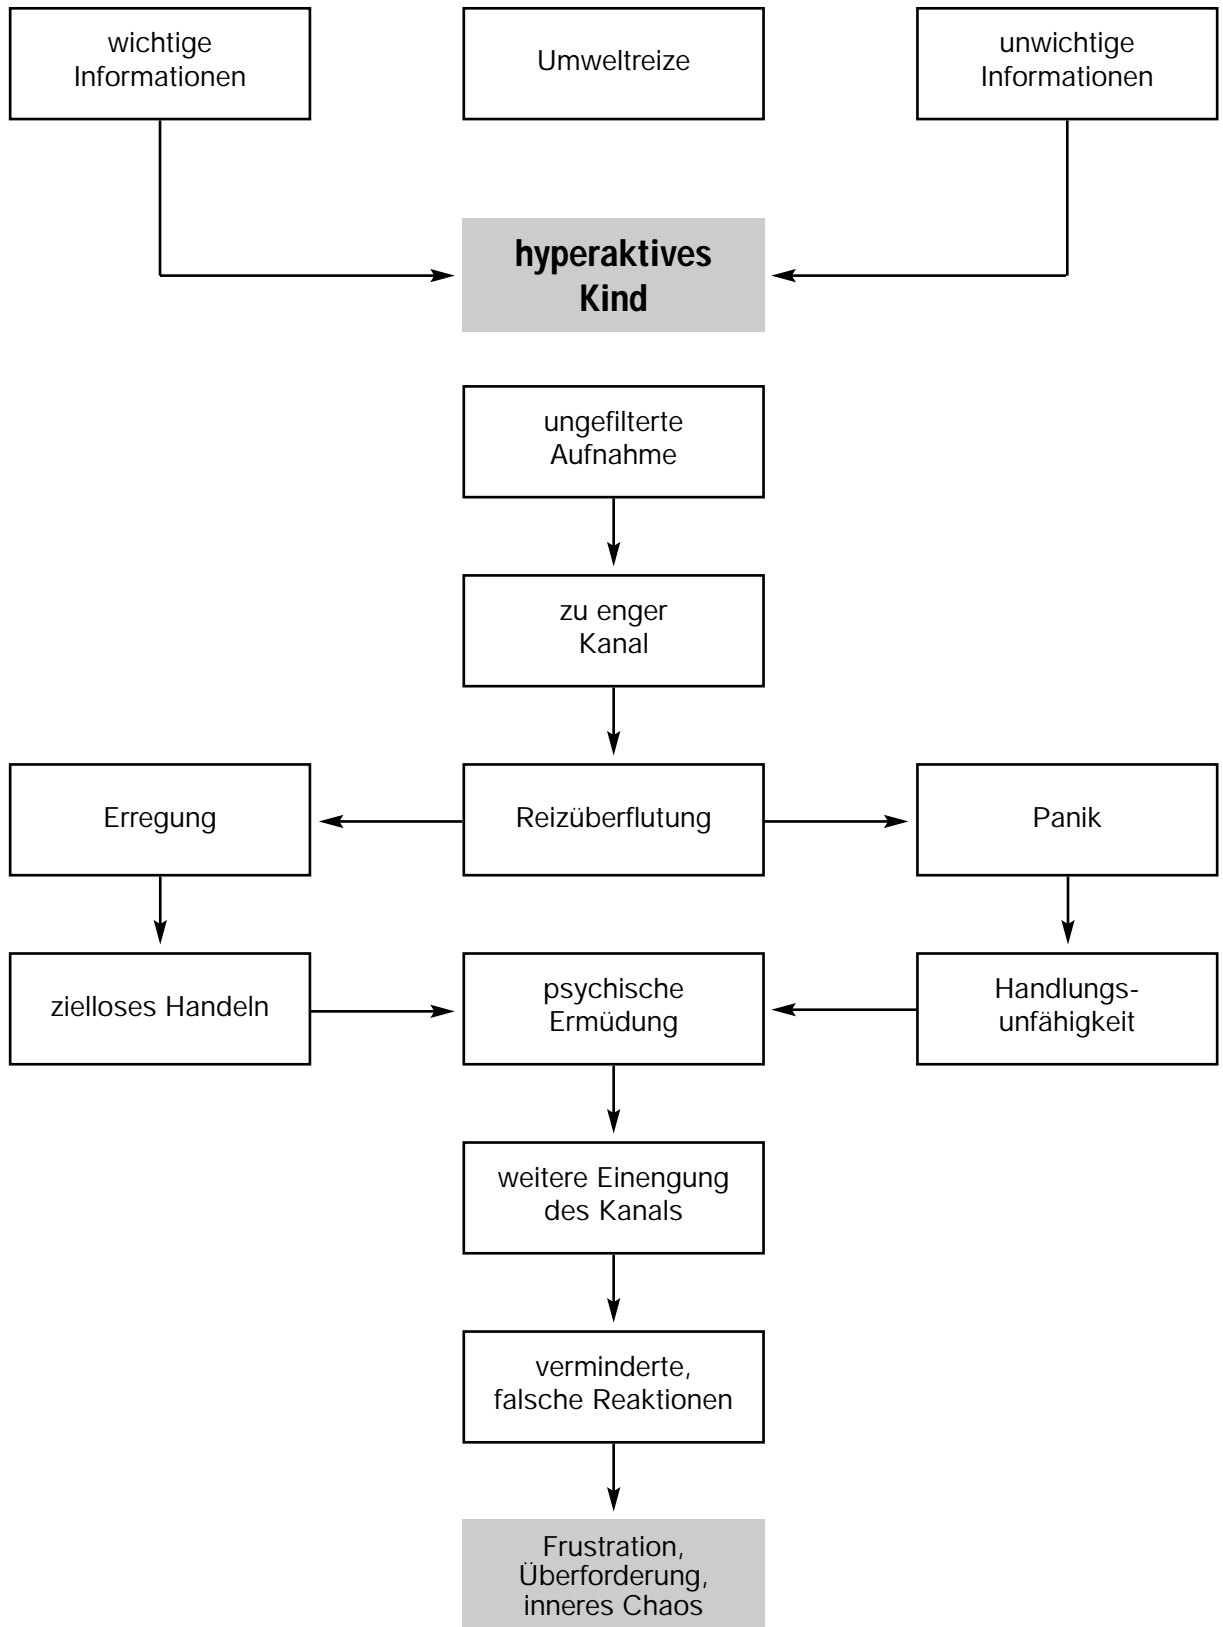 wichtige
Informationen
Umweltreize
unwichtige
Informationen
hyperaktives
Kind
ungefilterte
Aufnahme
zu enger
Kanal
Erregung
Reizüberflutung
Panik
zielloses Handeln
psychische
Ermüdung
Handlungs-
unfähigkeit
weitere Einengung
des Kanals
verminderte,
falsche Reaktionen
Frustration,
Überforderung,
inneres Chaos